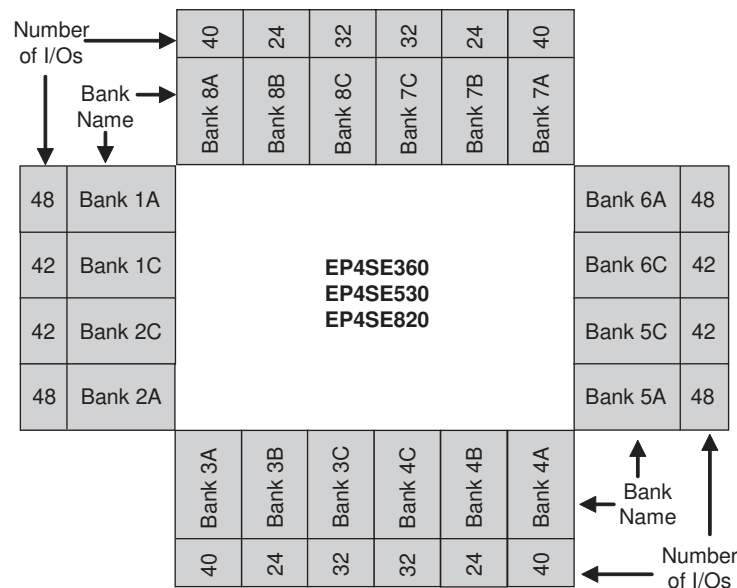 Number
of I/Os
40
24
32
32
24
40
Bank
Name
Bank 8A
Bank 8B
Bank 8C
Bank 7C
Bank 7B
Bank 7A
48
Bank 1A
Bank 6A
48
42
Bank 1C
EP4SE360
Bank 6C
42
EP4SE530
42
Bank 2C
EP4SE820
Bank 5C
42
48
Bank 2A
Bank 5A
48
Bank 3A
Bank 3B
Bank 3C
Bank 4C
Bank 4B
Bank 4A
Bank
Name
40
24
32
32
24
40
Number
of I/Os